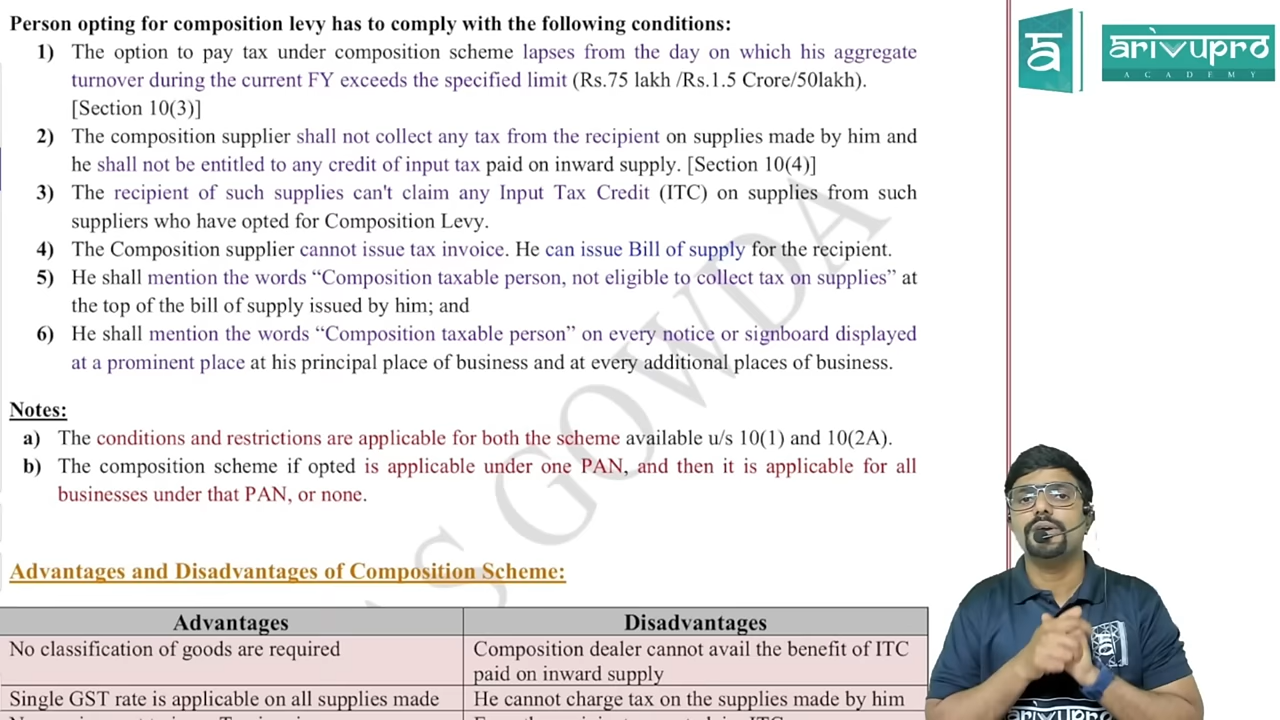 Person opting for composition levy has to comply with the following conditions:
1) The option to pay tax under composition scheme lapses from the day on which his aggregate
turnover during the current FY exceeds the specified limit (Rs.75 lakh /Rs.1.5 Crore/50lakh).
[Section 10(3)]
2) The composition supplier shall not collect any tax from the recipient on supplies made by him and
he shall not be entitled to any credit of input tax paid on inward supply. [Section 10(4)]
3) The recipient of such supplies can't claim any Input Tax Credit (ITC) on supplies from such
suppliers who have opted for Composition Levy.
4) The Composition supplier cannot issue tax invoice. He can issue Bill of supply for the recipient.
5) He shall mention the words “Composition taxable person, not eligible to collect tax on supplies” at
the top of the bill of supply issued by him; and
6) He shall mention the words “Composition taxable person” on every notice or signboard displayed
at a prominent place at his principal place of business and at every additional places of business.
Notes:
a) The conditions and restrictions are applicable for both the scheme available u/s 10(1) and 10(2A).
b) The composition scheme if opted is applicable under one PAN, and then it is applicable for all
businesses under that PAN, or none.
Advantages and Disadvantages of Composition Scheme:
Advantages Disadvantages
No classification of goods are required
Composition dealer cannot avail the benefit of ITC
paid on inward supply
Single GST rate is applicable on all supplies made
He cannot charge tax on the supplies made by him
arivupro
ACADEMY
S GOWDA
arivupro